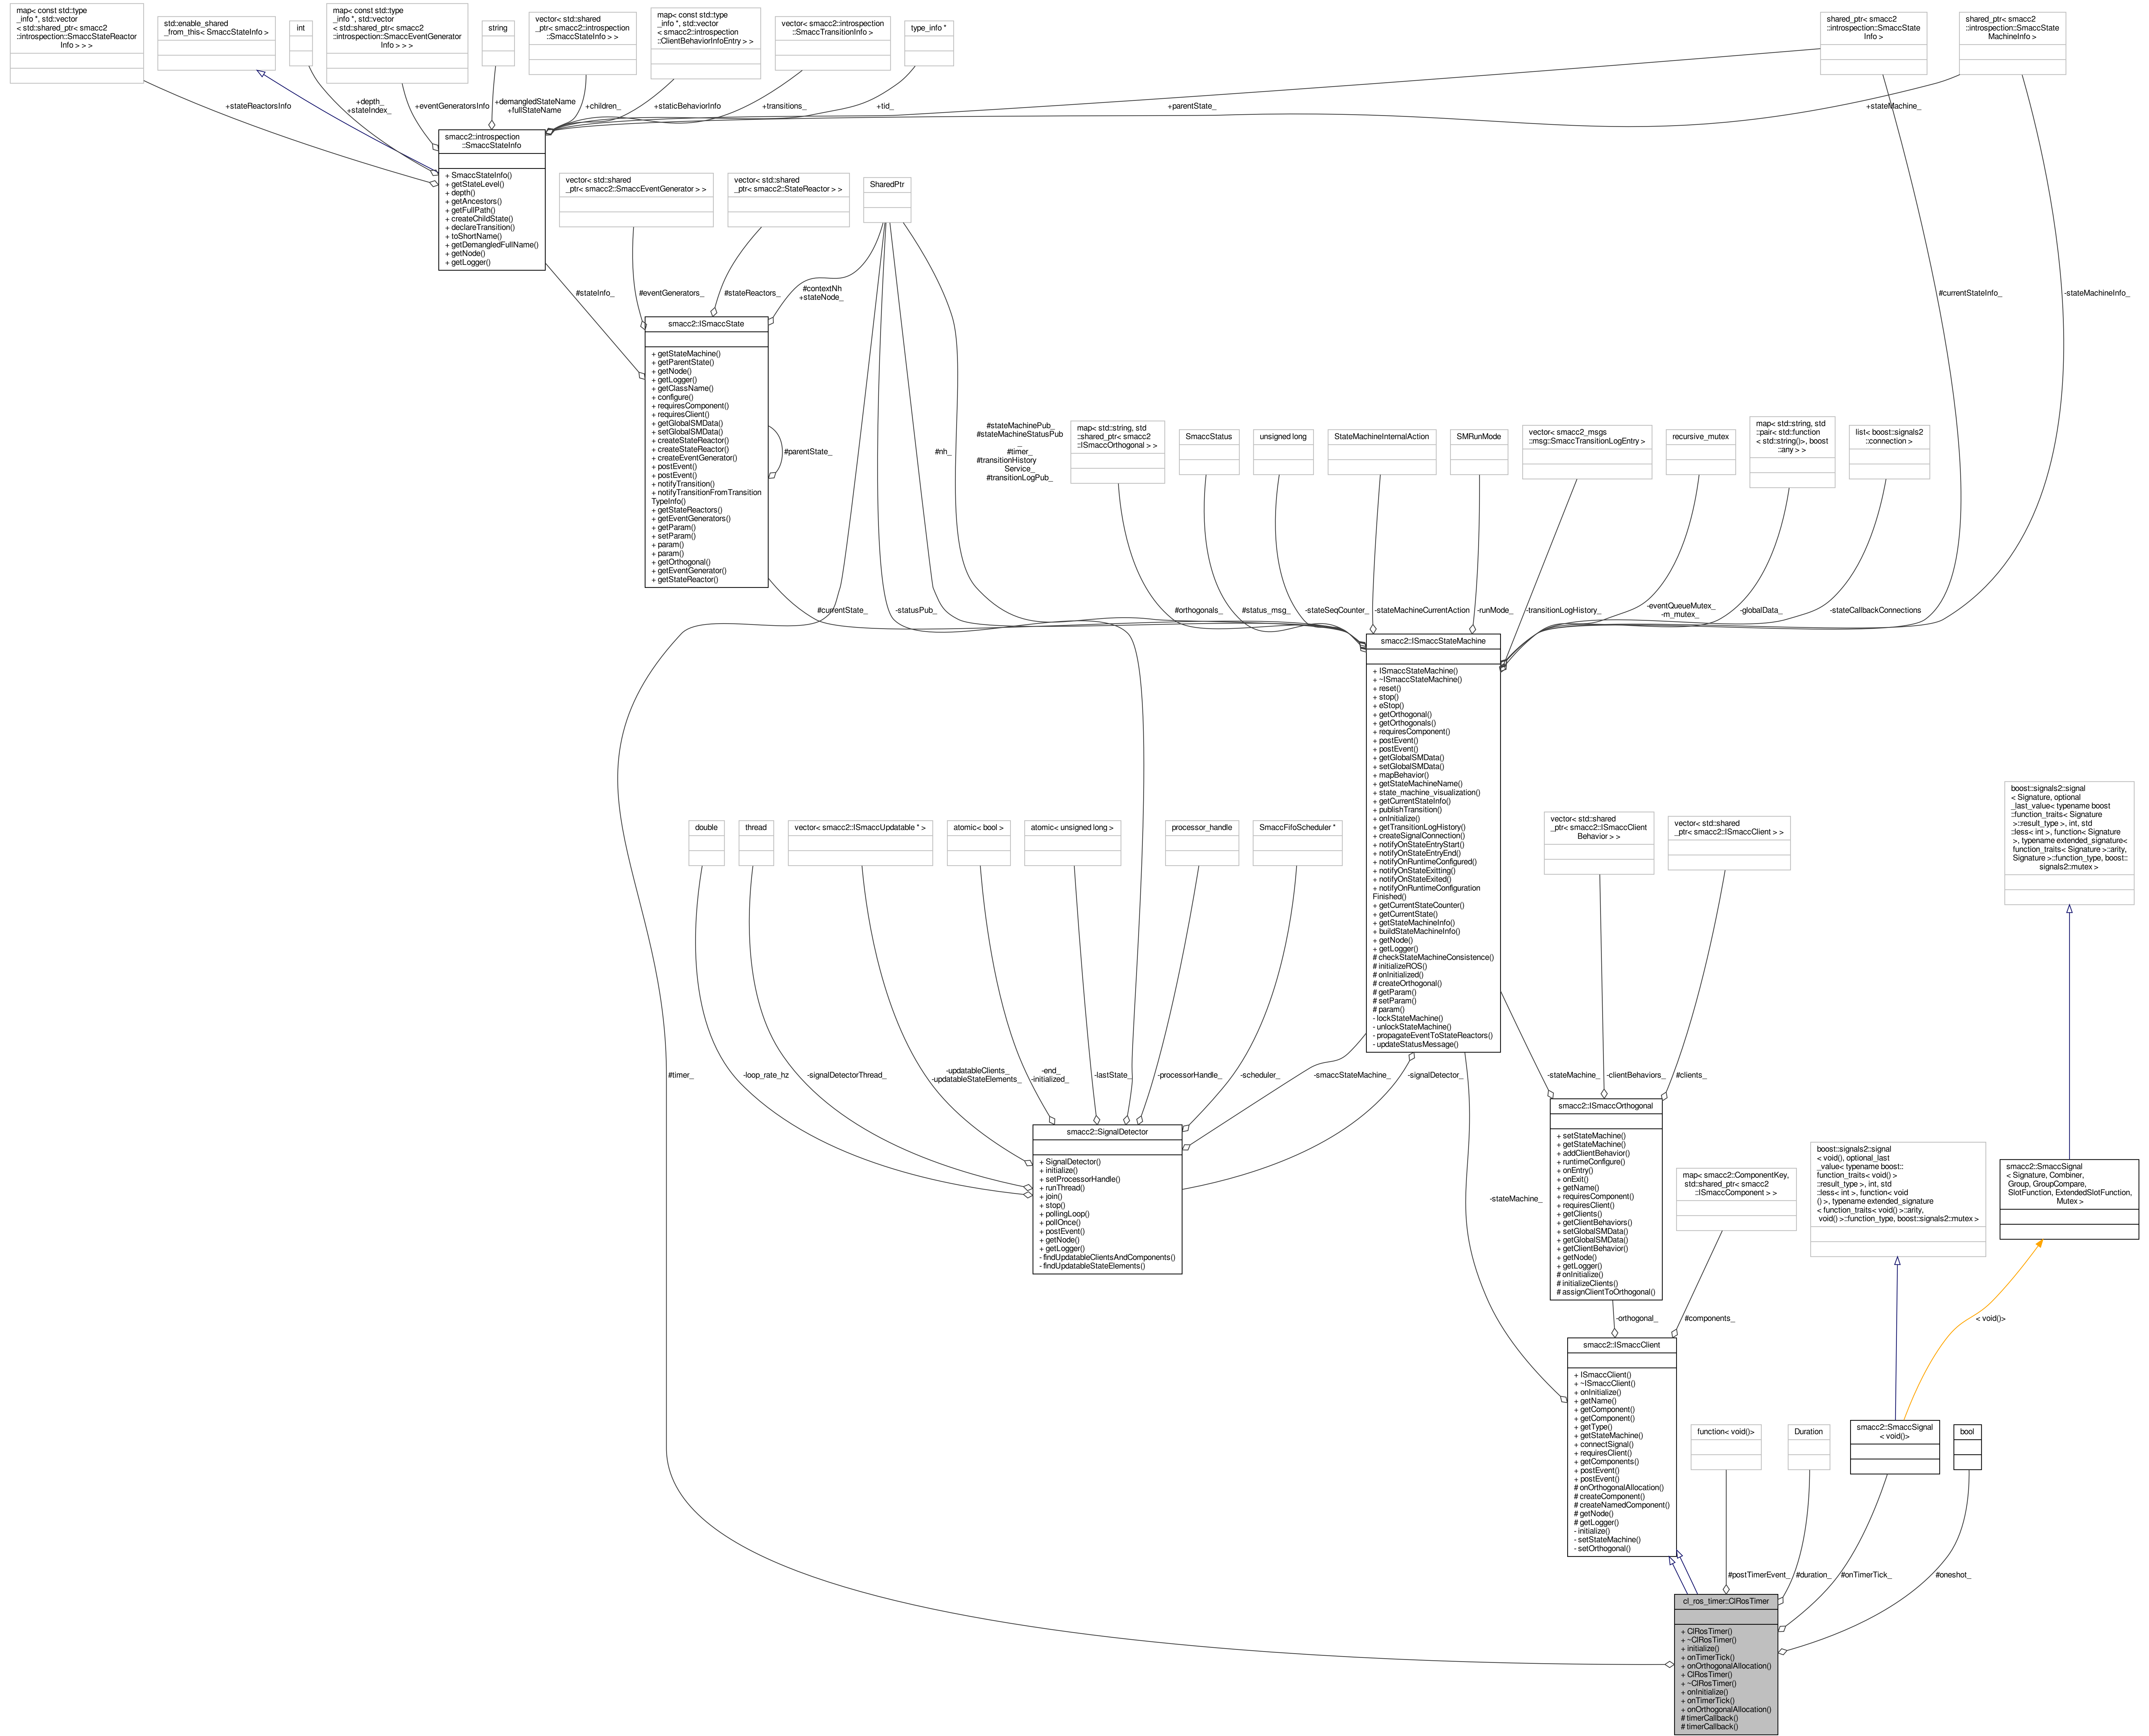 map< const std::type
_info *, std::vector
< std::shared_ptr< smacc2
::introspection::SmaccStateReactor
Info > > >
std::enable_shared
_from_this< SmaccStateInfo >
int
map< const std::type
_info *, std::vector
< std::shared_ptr< smacc2
::introspection::SmaccEventGenerator
Info > > >
string
vector< std::shared
_ptr< smacc2::introspection
::SmaccStateInfo > >
map< const std::type
_info *, std::vector
< smacc2::introspection
::ClientBehaviorInfoEntry > >
vector< smacc2::introspection
::SmaccTransitionInfo >
type_info *
shared_ptr< smacc2
::introspection::SmaccState
Info >
shared_ptr< smacc2
::introspection::SmaccState
MachineInfo >
+stateReactorsInfo
+depth_
+stateIndex_
+eventGeneratorsInfo
+demangledStateName
+fullStateName
+children_
+staticBehaviorInfo
+transitions_
+tid_
+parentState_
+stateMachine_
smacc2::introspection
::SmaccStateInfo
+ SmaccStateInfo()
+ getStateLevel()
+ depth()
+ getAncestors()
+ getFullPath()
+ createChildState()
+ declareTransition()
+ toShortName()
+ getDemangledFullName()
+ getNode()
+ getLogger()
vector< std::shared
_ptr< smacc2::SmaccEventGenerator > >
vector< std::shared
_ptr< smacc2::StateReactor > >
SharedPtr
#stateInfo_
#eventGenerators_
#stateReactors_
#contextNh
+stateNode_
#currentStateInfo_
-stateMachineInfo_
smacc2::ISmaccState
+ getStateMachine()
+ getParentState()
+ getNode()
+ getLogger()
+ getClassName()
+ configure()
+ requiresComponent()
+ requiresClient()
+ getGlobalSMData()
+ setGlobalSMData()
+ createStateReactor()
+ createStateReactor()
+ createEventGenerator()
+ postEvent()
+ postEvent()
+ notifyTransition()
+ notifyTransitionFromTransition
TypeInfo()
+ getStateReactors()
+ getEventGenerators()
+ getParam()
+ setParam()
+ param()
+ param()
+ getOrthogonal()
+ getEventGenerator()
+ getStateReactor()
#parentState_
#nh_
#stateMachinePub_
#stateMachineStatusPub
_
#timer_
#transitionHistory
Service_
#transitionLogPub_
map< std::string, std
::shared_ptr< smacc2
::ISmaccOrthogonal > >
SmaccStatus
unsigned long
StateMachineInternalAction
SMRunMode
vector< smacc2_msgs
::msg::SmaccTransitionLogEntry >
recursive_mutex
map< std::string, std
::pair< std::function
< std::string()>, boost
::any > >
list< boost::signals2
::connection >
#currentState_
-statusPub_
#orthogonals_
#status_msg_
-stateSeqCounter_
-stateMachineCurrentAction
-runMode_
-transitionLogHistory_
-eventQueueMutex_
-m_mutex_
-globalData_
-stateCallbackConnections
smacc2::ISmaccStateMachine
+ ISmaccStateMachine()
+ ~ISmaccStateMachine()
+ reset()
+ stop()
+ eStop()
+ getOrthogonal()
+ getOrthogonals()
+ requiresComponent()
+ postEvent()
+ postEvent()
+ getGlobalSMData()
+ setGlobalSMData()
+ mapBehavior()
+ getStateMachineName()
+ state_machine_visualization()
+ getCurrentStateInfo()
+ publishTransition()
+ onInitialize()
+ getTransitionLogHistory()
+ createSignalConnection()
+ notifyOnStateEntryStart()
+ notifyOnStateEntryEnd()
+ notifyOnRuntimeConfigured()
+ notifyOnStateExitting()
+ notifyOnStateExited()
+ notifyOnRuntimeConfiguration
Finished()
+ getCurrentStateCounter()
+ getCurrentState()
+ getStateMachineInfo()
+ buildStateMachineInfo()
+ getNode()
+ getLogger()
# checkStateMachineConsistence()
# initializeROS()
# onInitialized()
# createOrthogonal()
# getParam()
# setParam()
# param()
- lockStateMachine()
- unlockStateMachine()
- propagateEventToStateReactors()
- updateStatusMessage()
double
thread
vector< smacc2::ISmaccUpdatable * >
atomic< bool >
atomic< unsigned long >
processor_handle
SmaccFifoScheduler *
vector< std::shared
_ptr< smacc2::ISmaccClient
Behavior > >
vector< std::shared
_ptr< smacc2::ISmaccClient > >
boost::signals2::signal
< Signature, optional
_last_value< typename boost
::function_traits< Signature
>::result_type >, int, std
::less< int >, function< Signature
>, typename extended_signature<
function_traits< Signature >::arity,
Signature >::function_type, boost::
signals2::mutex >
#timer_
-loop_rate_hz
-signalDetectorThread_
-updatableClients_
-updatableStateElements_
-end_
-initialized_
-lastState_
-processorHandle_
-scheduler_
-smaccStateMachine_
-signalDetector_
-stateMachine_
-clientBehaviors_
#clients_
smacc2::SignalDetector
+ SignalDetector()
+ initialize()
+ setProcessorHandle()
+ runThread()
+ join()
+ stop()
+ pollingLoop()
+ pollOnce()
+ postEvent()
+ getNode()
+ getLogger()
- findUpdatableClientsAndComponents()
- findUpdatableStateElements()
smacc2::ISmaccOrthogonal
+ setStateMachine()
+ getStateMachine()
+ addClientBehavior()
+ runtimeConfigure()
+ onEntry()
+ onExit()
+ getName()
+ requiresComponent()
+ requiresClient()
+ getClients()
+ getClientBehaviors()
+ setGlobalSMData()
+ getGlobalSMData()
+ getClientBehavior()
+ getNode()
+ getLogger()
# onInitialize()
# initializeClients()
# assignClientToOrthogonal()
map< smacc2::ComponentKey,
std::shared_ptr< smacc2
::ISmaccComponent > >
boost::signals2::signal
< void(), optional_last
_value< typename boost::
function_traits< void() >
::result_type >, int, std
::less< int >, function< void
() >, typename extended_signature
< function_traits< void() >::arity,
void() >::function_type, boost::signals2::mutex >
smacc2::SmaccSignal
< Signature, Combiner,
Group, GroupCompare,
SlotFunction, ExtendedSlotFunction,
Mutex >
-stateMachine_
-orthogonal_
#components_
< void()>
smacc2::ISmaccClient
+ ISmaccClient()
+ ~ISmaccClient()
+ onInitialize()
+ getName()
+ getComponent()
+ getComponent()
+ getType()
+ getStateMachine()
+ connectSignal()
+ requiresClient()
+ getComponents()
+ postEvent()
+ postEvent()
# onOrthogonalAllocation()
# createComponent()
# createNamedComponent()
# getNode()
# getLogger()
- initialize()
- setStateMachine()
- setOrthogonal()
function< void()>
Duration
smacc2::SmaccSignal
< void()>
bool
#postTimerEvent_
#duration_
#onTimerTick_
#oneshot_
cl_ros_timer::ClRosTimer
+ ClRosTimer()
+ ~ClRosTimer()
+ initialize()
+ onTimerTick()
+ onOrthogonalAllocation()
+ ClRosTimer()
+ ~ClRosTimer()
+ onInitialize()
+ onTimerTick()
+ onOrthogonalAllocation()
# timerCallback()
# timerCallback()